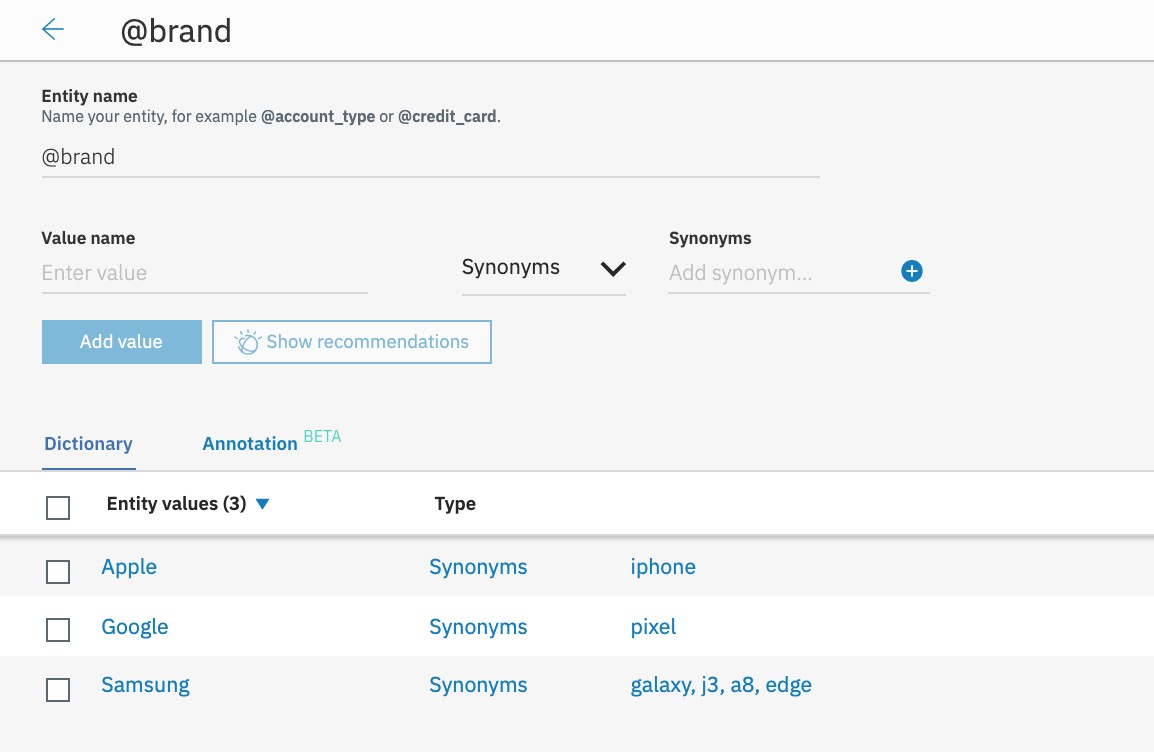 @brand
Entity name
Name your entity, for example @account_type or @credit_card.
@brand
Value name
Synonyms
Enter value
Synonyms
Add synonym...
Add value
Show recommendations
Dictionary
Annotation BETA
Entity values (3) Type
Apple Synonyms iphone
Google Synonyms pixel
Samsung Synonyms galaxy, j3, a8, edge